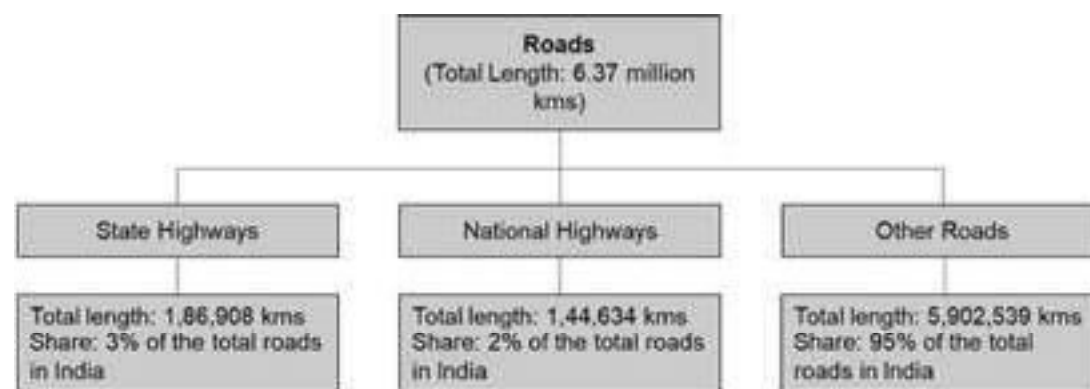 Roads
(Total Length: 6.37 million
kms)
State Highways
National Highways
Other Roads
Total length: 1,86,908 kms
Share: 3% of the total roads
in India
Total length: 1,44,634 kms
Share: 2% of the total roads
in India
Total length: 5,902,539 kms
Share: 95% of the total
roads in India